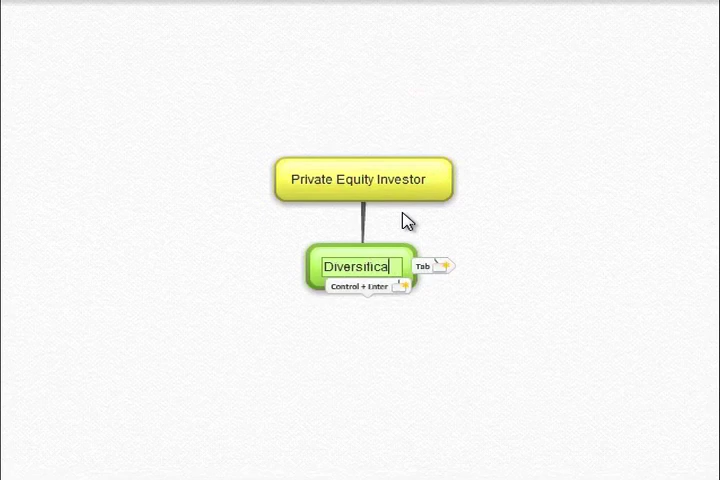 Private Equity Investor
Diversifica
Tab
Control + Enter